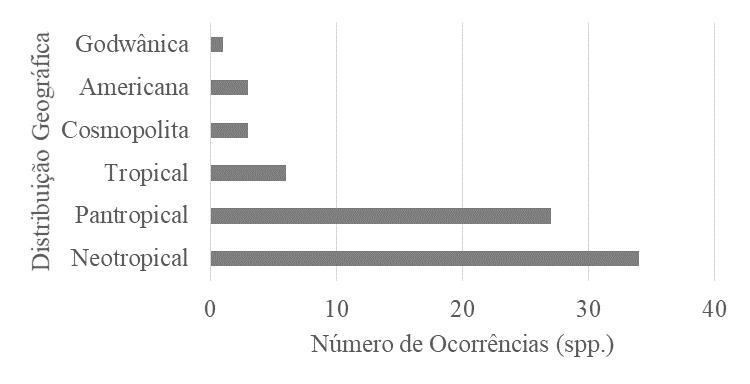 Distribuição Geográfica
Godwânica
Americana
Cosmopolita
Tropical
Pantropical
Neotropical
0 10 20 30 40
Número de Ocorrências (spp.)